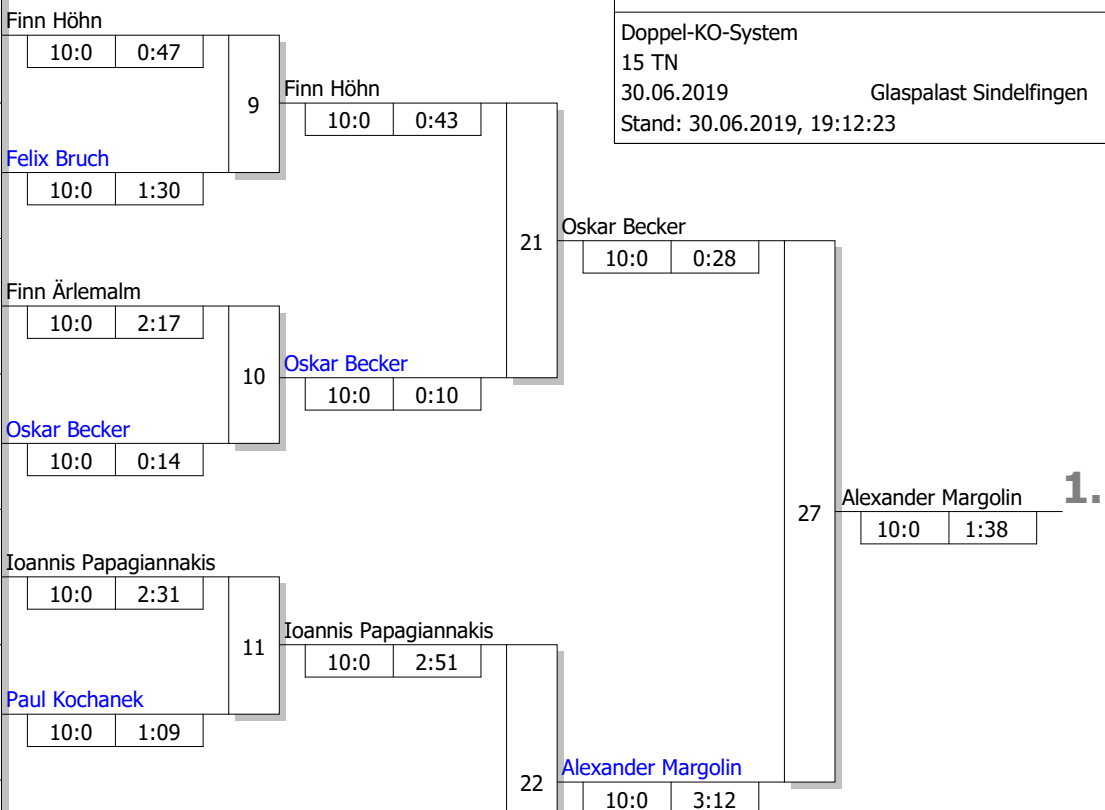 Finn Höhn
10:0 0:47
9
Felix Bruch
10:0 1:30
Finn Höhn
10:0 0:43
Doppel-KO-System
15 TN
30.06.2019 Glaspalast Sindelfingen
Stand: 30.06.2019, 19:12:23
21
Finn Ärlemalm
10:0 2:17
10
Oskar Becker
10:0 0:14
Oskar Becker
10:0 0:10
Oskar Becker
10:0 0:28
27
Alexander Margolin 1.
10:0 1:38
Ioannis Papagiannakis
10:0 2:31
11
Paul Kochanek
10:0 1:09
Ioannis Papagiannakis
10:0 2:51
22
Alexander Margolin
10:0 3:12